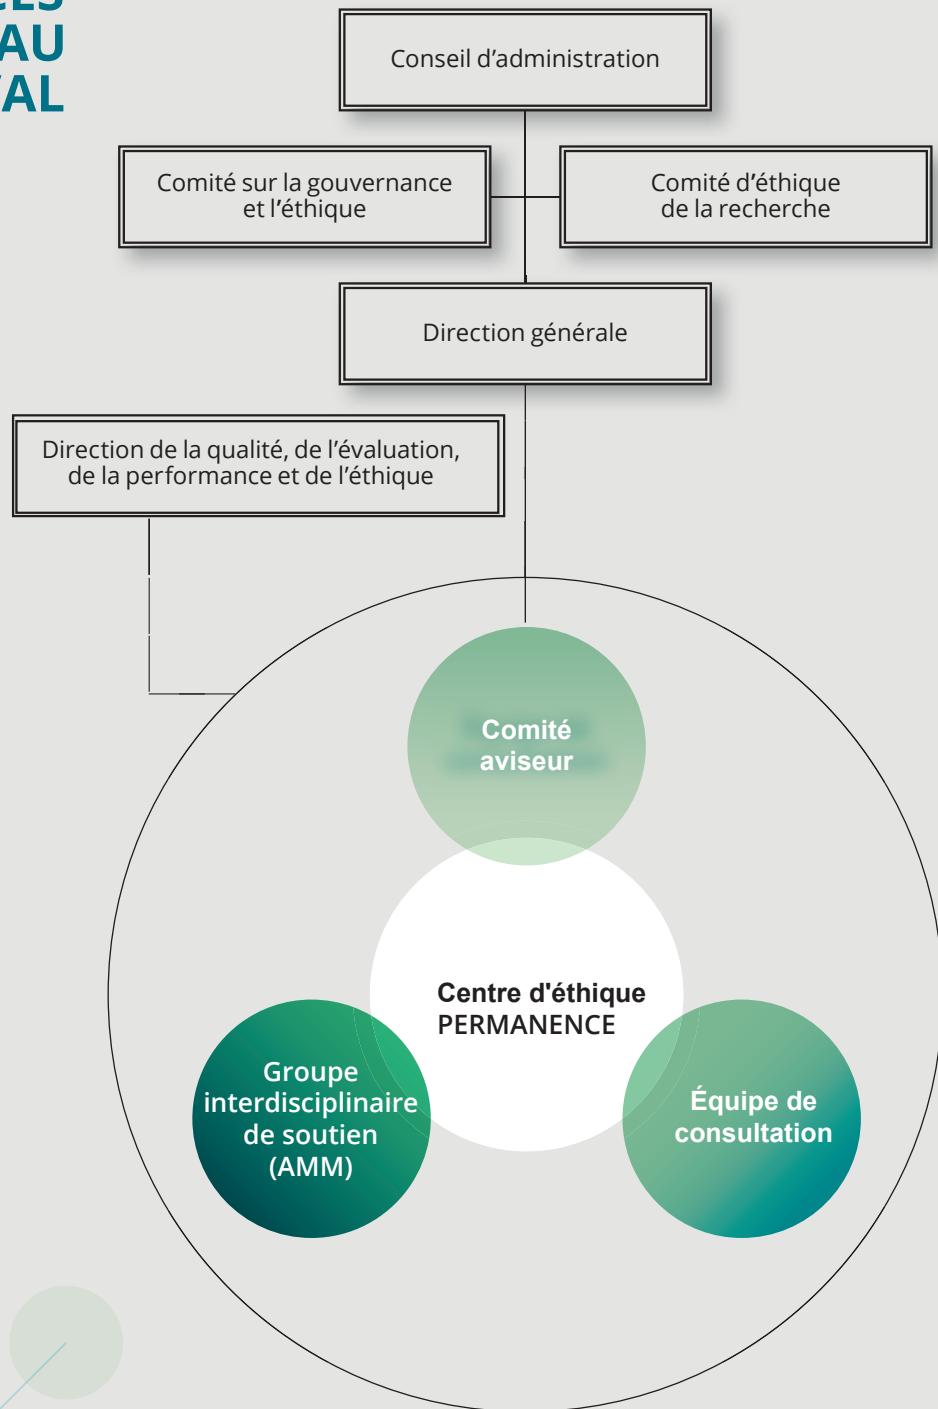 AU
Conseil d'administration
Comité sur la gouvernance
et l'éthique
Comité d'éthique
de la recherche
Direction générale
Direction de la qualité, de l'évaluation,
de la performance et de l'éthique
Comité
aviseur
Centre d'éthique
PERMANENCE
Groupe
interdisciplinaire
de soutien
(AMM)
Équipe de
consultation